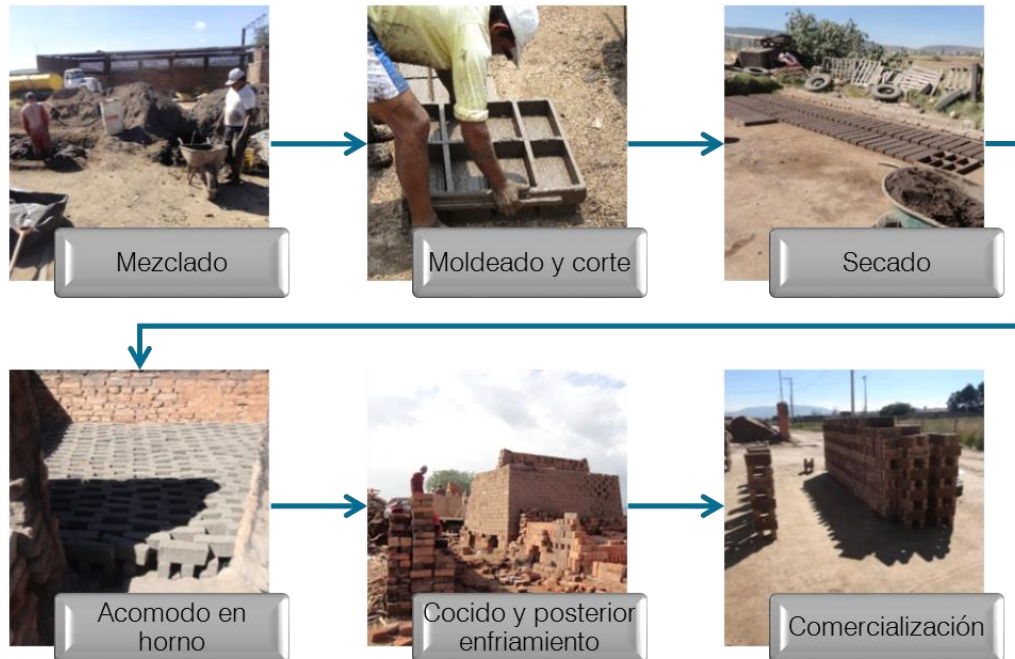 Mezclado
Moldeado y corte
Secado
Acomodo en
horno
Cocido y posterior
enfriamiento
Comercialización